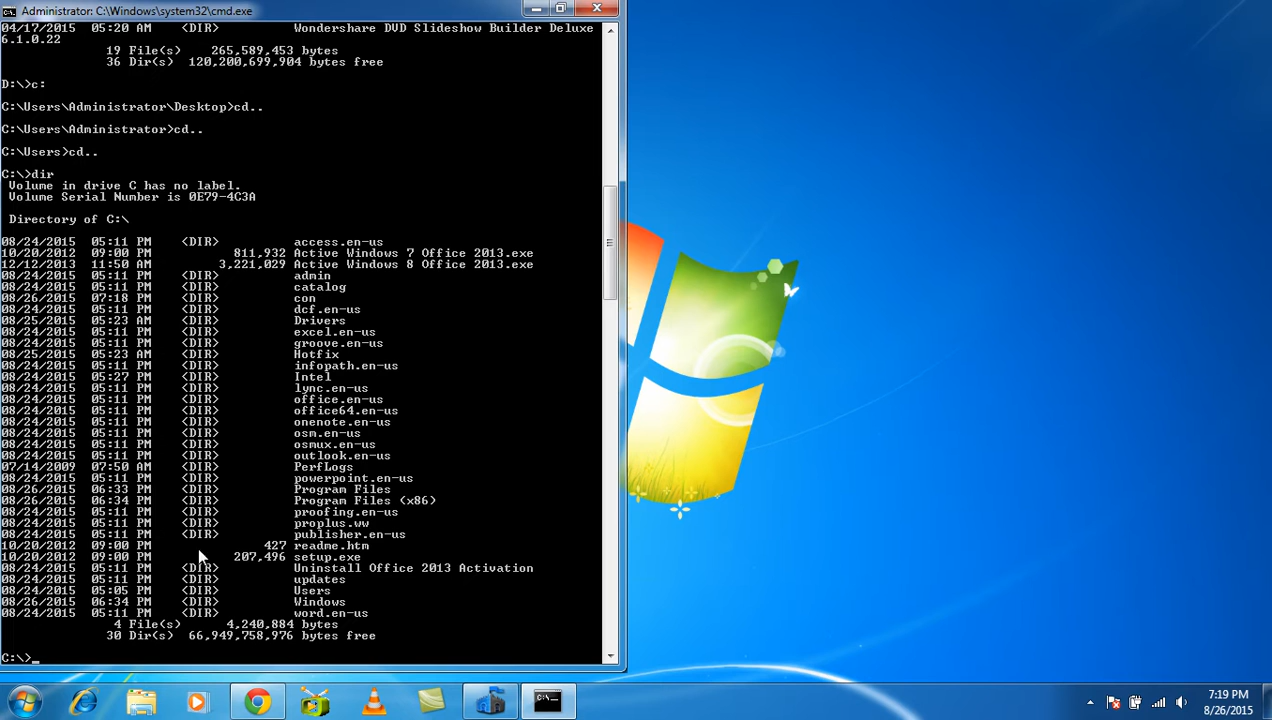 Administrator: C:\Windows\system32\cmd.exe
04/17/2015  05:20 AM    <DIR>          Wondershare DVD Slideshow Builder Deluxe
6.1.0.22
19 File(s)    265,589,453 bytes
36 Dir(s)  120,200,699,904 bytes free
D:\>c:
C:\Users\Administrator\Desktop>cd..
C:\Users\Administrator>cd..
C:\Users>cd..
C:\>dir
Volume in drive C has no label.
Volume Serial Number is 0E79-4C3A
Directory of C:\
08/24/2015  05:11 PM    <DIR>          access.en-us
10/20/2012  09:00 PM           811,932 Active Windows 7 Office 2013.exe
12/12/2013  11:50 AM         3,221,029 Active Windows 8 Office 2013.exe
08/24/2015  05:11 PM    <DIR>          admin
08/24/2015  05:11 PM    <DIR>          catalog
08/26/2015  07:18 PM    <DIR>          con
08/24/2015  05:11 PM    <DIR>          dcf.en-us
08/25/2015  05:23 AM    <DIR>          Drivers
08/24/2015  05:11 PM    <DIR>          excel.en-us
08/24/2015  05:11 PM    <DIR>          groove.en-us
08/25/2015  05:23 AM    <DIR>          Hotfix
08/24/2015  05:11 PM    <DIR>          infopath.en-us
08/24/2015  05:27 PM    <DIR>          Intel
08/24/2015  05:11 PM    <DIR>          lync.en-us
08/24/2015  05:11 PM    <DIR>          office.en-us
08/24/2015  05:11 PM    <DIR>          office64.en-us
08/24/2015  05:11 PM    <DIR>          onenote.en-us
08/24/2015  05:11 PM    <DIR>          osm.en-us
08/24/2015  05:11 PM    <DIR>          osmux.en-us
08/24/2015  05:11 PM    <DIR>          outlook.en-us
07/14/2009  07:50 AM    <DIR>          PerfLogs
08/24/2015  05:11 PM    <DIR>          powerpoint.en-us
08/26/2015  06:33 PM    <DIR>          Program Files
08/26/2015  06:34 PM    <DIR>          Program Files (x86)
08/24/2015  05:11 PM    <DIR>          proofing.en-us
08/24/2015  05:11 PM    <DIR>          proplus.ww
08/24/2015  05:11 PM    <DIR>          publisher.en-us
10/20/2012  09:00 PM               427 readme.htm
10/20/2012  09:00 PM           207,496 setup.exe
08/24/2015  05:11 PM    <DIR>          Uninstall Office 2013 Activation
08/24/2015  05:11 PM    <DIR>          updates
08/24/2015  05:05 PM    <DIR>          Users
08/26/2015  06:34 PM    <DIR>          Windows
08/24/2015  05:11 PM    <DIR>          word.en-us
4 File(s)      4,240,884 bytes
30 Dir(s)  66,949,758,976 bytes free
C:\>_
7:19 PM
8/26/2015